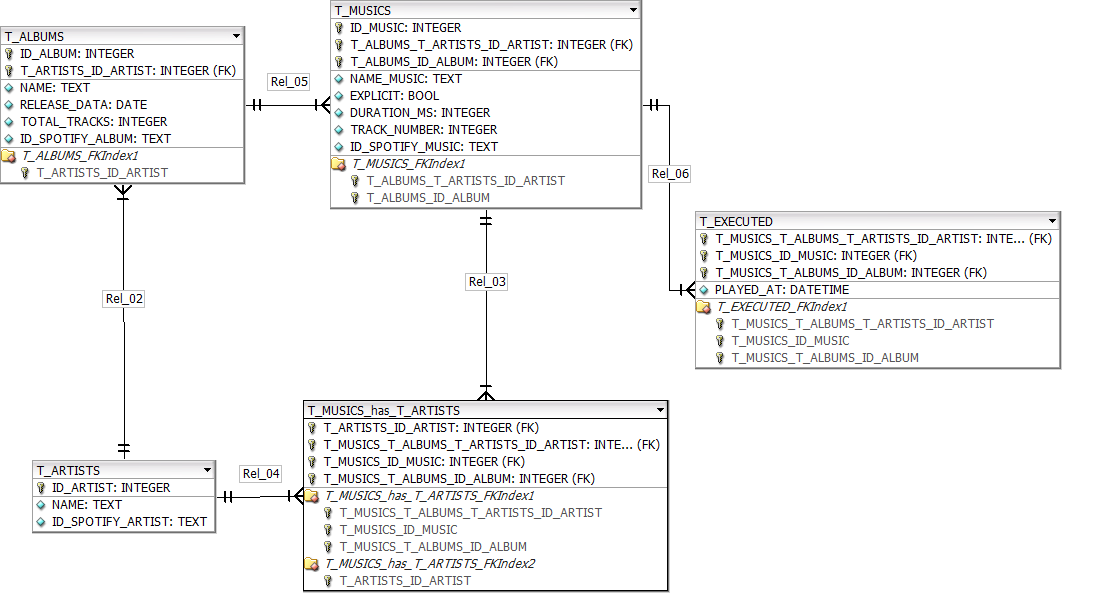 T_ALBUMS
ID_ALBUM: INTEGER
T_ARTISTS_ID_ARTIST: INTEGER (FK)
NAME: TEXT
RELEASE_DATA: DATE
TOTAL_TRACKS: INTEGER
ID_SPOTIFY_ALBUM: TEXT
T_ALBUMS_FKIndex1
T_ARTISTS_ID_ARTIST
Rel_05
T_MUSICS
ID_MUSIC: INTEGER
T_ALBUMS_T_ARTISTS_ID_ARTIST: INTEGER (FK)
T_ALBUMS_ID_ALBUM: INTEGER (FK)
NAME_MUSIC: TEXT
EXPLICIT: BOOL
DURATION_MS: INTEGER
TRACK_NUMBER: INTEGER
ID_SPOTIFY_MUSIC: TEXT
T_MUSICS_FKIndex1
T_ALBUMS_T_ARTISTS_ID_ARTIST
T_ALBUMS_ID_ALBUM
Rel_06
T_EXECUTED
T_MUSICS_T_ALBUMS_T_ARTISTS_ID_ARTIST: INTE... (FK)
T_MUSICS_ID_MUSIC: INTEGER (FK)
T_MUSICS_T_ALBUMS_ID_ALBUM: INTEGER (FK)
PLAYED_AT: DATETIME
T_EXECUTED_FKIndex1
T_MUSICS_T_ALBUMS_T_ARTISTS_ID_ARTIST
T_MUSICS_ID_MUSIC
T_MUSICS_T_ALBUMS_ID_ALBUM
Rel_02
Rel_03
T_ARTISTS
ID_ARTIST: INTEGER
NAME: TEXT
ID_SPOTIFY_ARTIST: TEXT
Rel_04
T_MUSICS_has_T_ARTISTS
T_ARTISTS_ID_ARTIST: INTEGER (FK)
T_MUSICS_T_ALBUMS_T_ARTISTS_ID_ARTIST: INTE... (FK)
T_MUSICS_ID_MUSIC: INTEGER (FK)
T_MUSICS_T_ALBUMS_ID_ALBUM: INTEGER (FK)
T_MUSICS_has_T_ARTISTS_FKIndex1
T_MUSICS_T_ALBUMS_T_ARTISTS_ID_ARTIST
T_MUSICS_ID_MUSIC
T_MUSICS_T_ALBUMS_ID_ALBUM
T_MUSICS_has_T_ARTISTS_FKIndex2
T_ARTISTS_ID_ARTIST